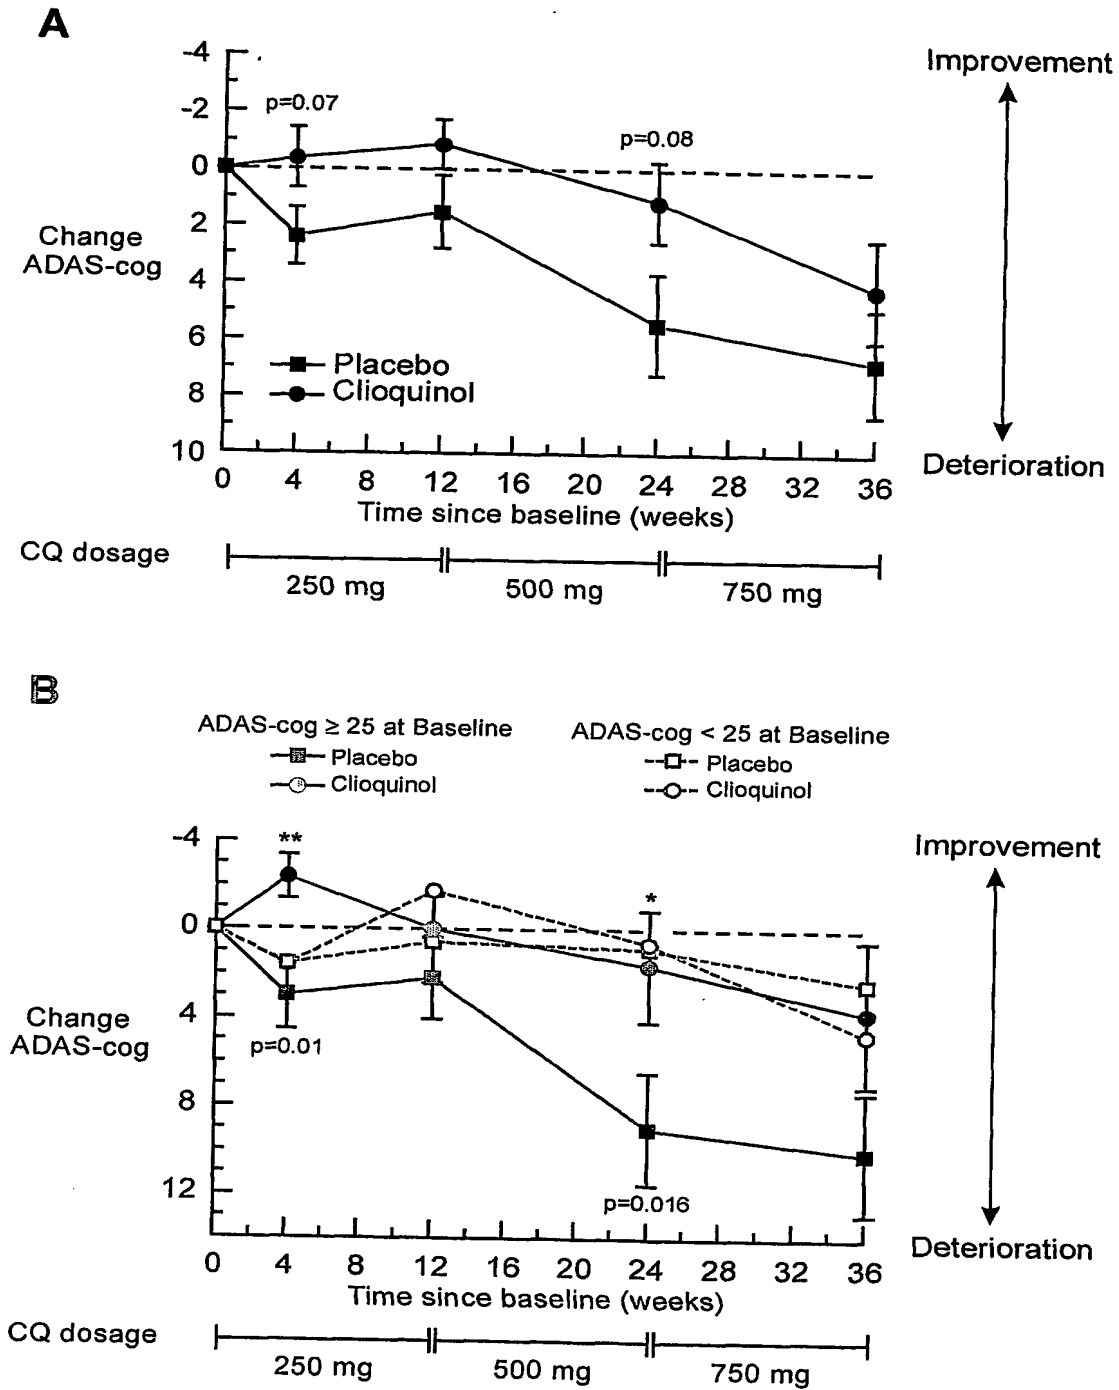 A
-4
-2
0
2
4
6
8
10
Change
ADAS-cog
p=0.07
p=0.08
Placebo
Clioquinol
0 4 8 12 16 20 24 28 32 36
Time since baseline (weeks)
CQ dosage
250 mg 500 mg 750 mg
Improvement
Deterioration
B
ADAS-cog ≥ 25 at Baseline
Placebo
Clioquinol
ADAS-cog < 25 at Baseline
Placebo
Clioquinol
-4
0
4
8
12
Change
ADAS-cog
**
*
p=0.01
p=0.016
0 4 8 12 16 20 24 28 32 36
Time since baseline (weeks)
CQ dosage
250 mg 500 mg 750 mg
Improvement
Deterioration